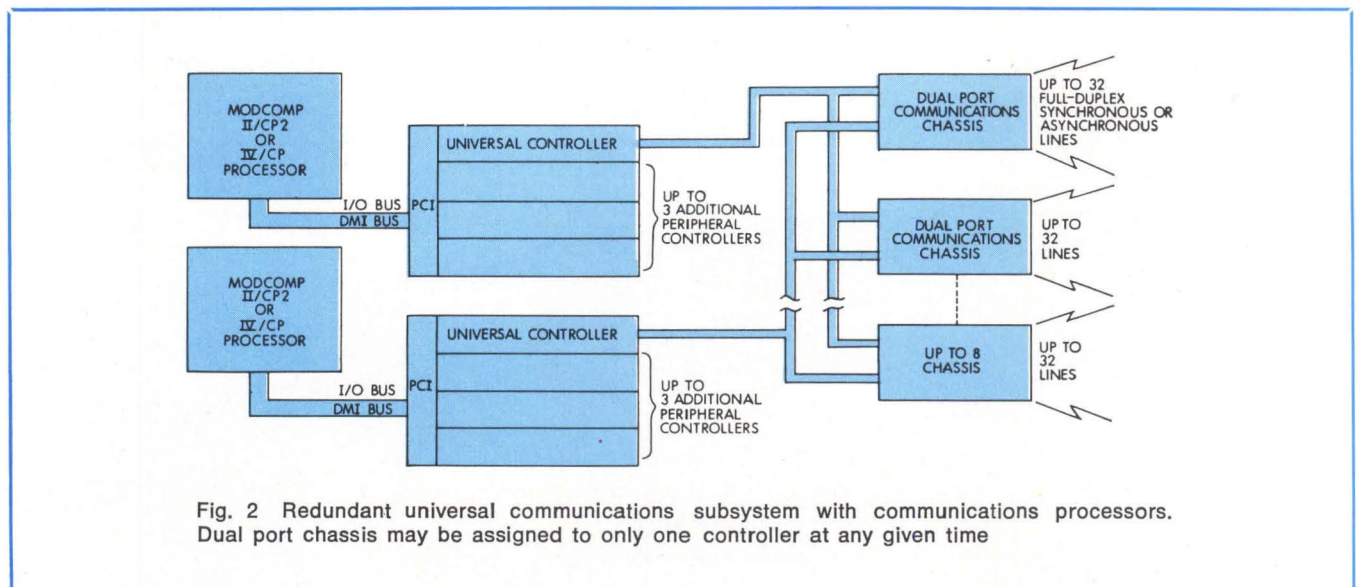 MODCOMP
II/CP2
OR
IV/CP
PROCESSOR
I/O BUS
DMI BUS
PCI
UNIVERSAL CONTROLLER
UP TO
3 ADDITIONAL
PERIPHERAL
CONTROLLERS
MODCOMP
II/CP2
OR
IV/CP
PROCESSOR
I/O BUS
DMI BUS
PCI
UNIVERSAL CONTROLLER
UP TO
3 ADDITIONAL
PERIPHERAL
CONTROLLERS
DUAL PORT
COMMUNICATIONS
CHASSIS
UP TO 32
FULL-DUPLEX
SYNCHRONOUS OR
ASYNCHRONOUS
LINES
DUAL PORT
COMMUNICATIONS
CHASSIS
UP TO
32
LINES
UP TO 8
CHASSIS
UP TO
32
LINES
Fig. 2 Redundant universal communications subsystem with communications processors.
Dual port chassis may be assigned to only one controller at any given time